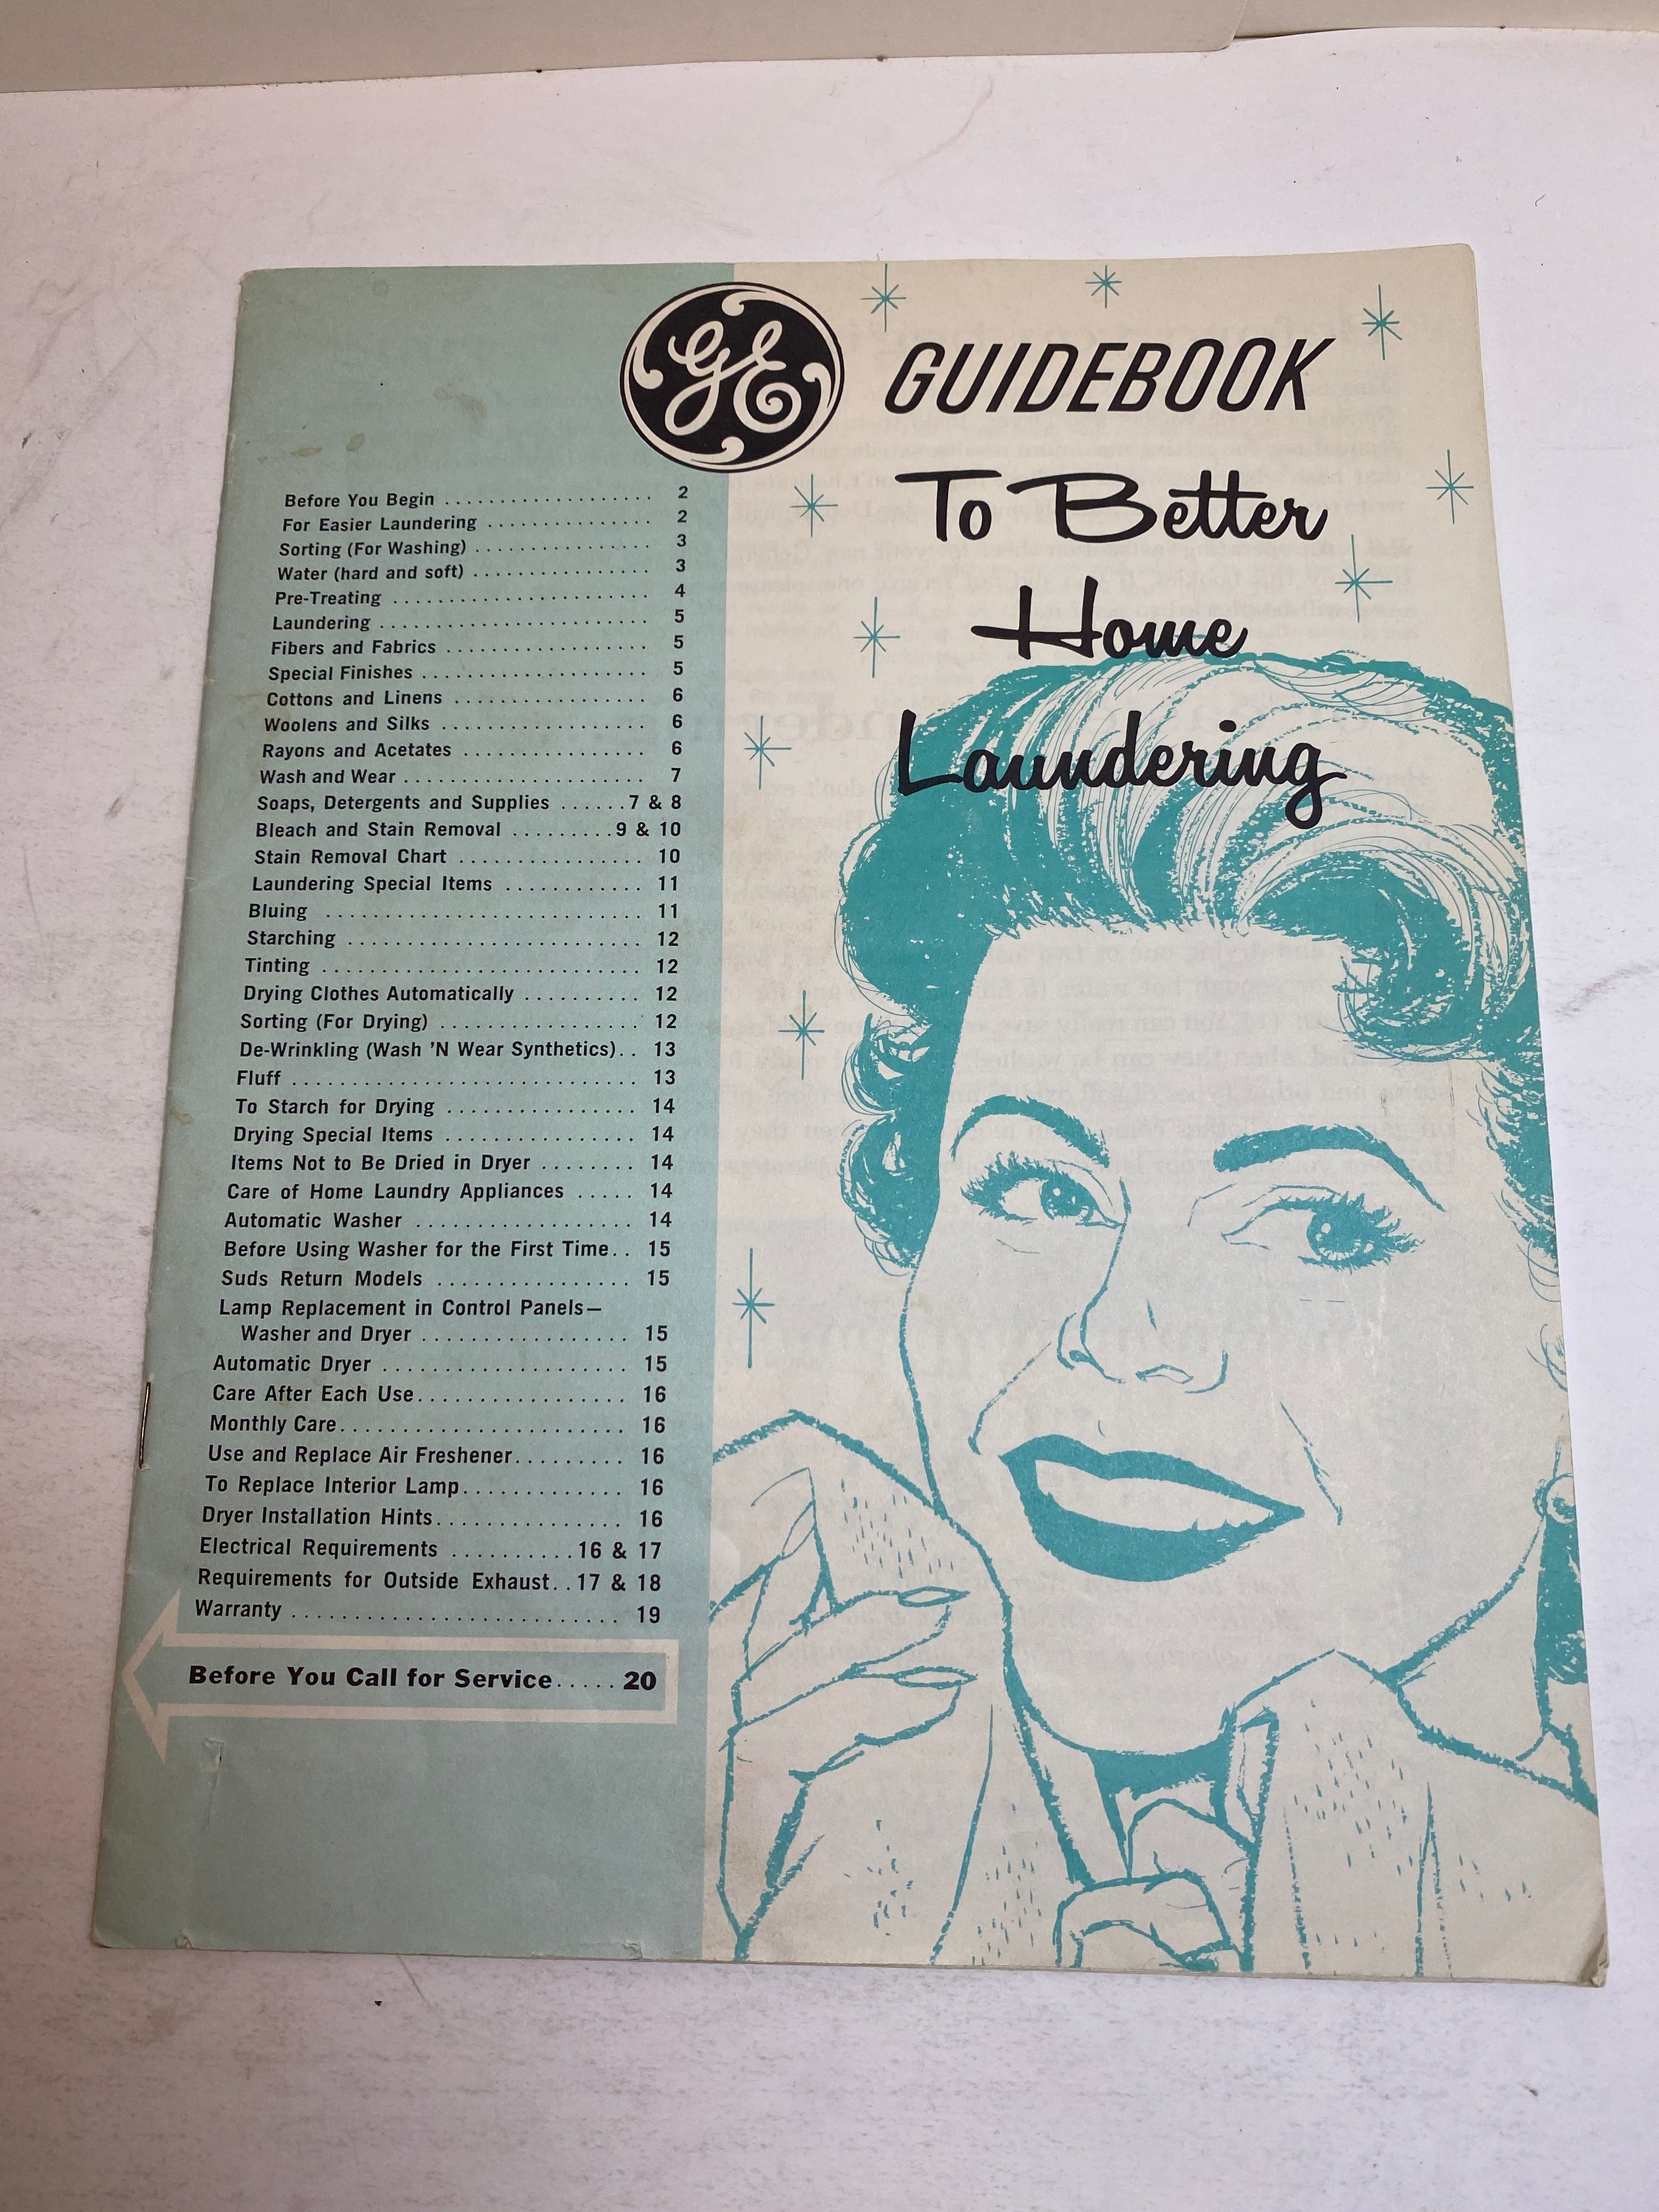 GE
GUIDEBOOK
To Better
Home
Laundering
Before You Begin .................... 2
For Easier Laundering ............... 2
Sorting (For Washing) ................ 3
Water (hard and soft) ................ 3
Pre-Treating ........................ 4
Laundering .......................... 5
Fibers and Fabrics .................. 5
Special Finishes .................... 5
Cottons and Linens .................. 6
Woolens and Silks ................... 6
Rayons and Acetates ................. 6
Wash and Wear ....................... 7
Soaps, Detergents and Supplies ......7 & 8
Bleach and Stain Removal .........9 & 10
Stain Removal Chart ................ 10
Laundering Special Items ............ 11
Bluing ............................ 11
Starching ......................... 12
Tinting ........................... 12
Drying Clothes Automatically .......... 12
Sorting (For Drying) ................. 12
De-Wrinkling (Wash 'N Wear Synthetics).. 13
Fluff ............................. 13
To Starch for Drying ................ 14
Drying Special Items ................ 14
Items Not to Be Dried in Dryer ........ 14
Care of Home Laundry Appliances ..... 14
Automatic Washer ................... 14
Before Using Washer for the First Time.. 15
Suds Return Models ................ 15
Lamp Replacement in Control Panels—
Washer and Dryer .................. 15
Automatic Dryer ..................... 15
Care After Each Use.................. 16
Monthly Care........................ 16
Use and Replace Air Freshener......... 16
To Replace Interior Lamp............. 16
Dryer Installation Hints............... 16
Electrical Requirements ..........16 & 17
Requirements for Outside Exhaust..17 & 18
Warranty .......................... 19
Before You Call for Service..... 20